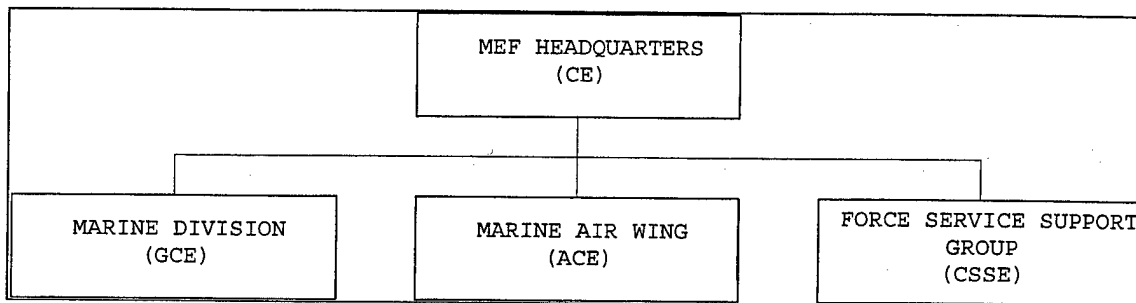 MEF HEADQUARTERS
(CE)
MARINE DIVISION
(GCE)
MARINE AIR WING
(ACE)
FORCE SERVICE SUPPORT
GROUP
(CSSE)